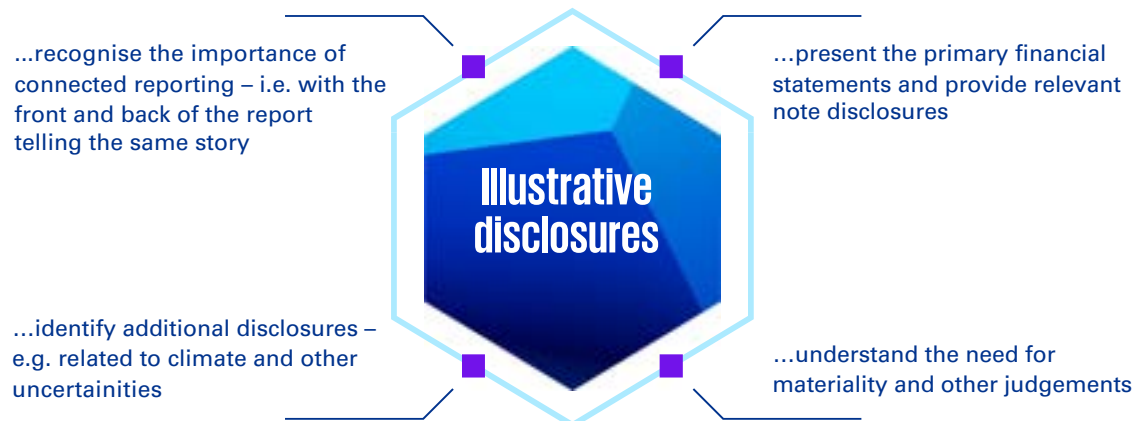 ...recognise the importance of
connected reporting – i.e. with the
front and back of the report
telling the same story
…present the primary financial
statements and provide relevant
note disclosures
Illustrative
disclosures
…identify additional disclosures –
e.g. related to climate and other
uncertainities
…understand the need for
materiality and other judgements